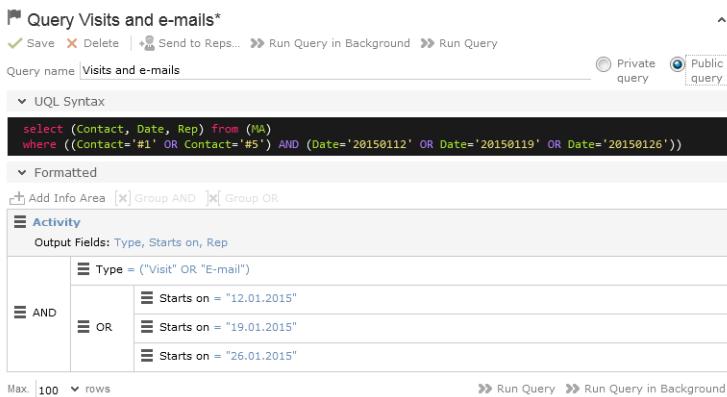 Query Visits and e-mails*
Save Delete Send to Reps... Run Query in Background Run Query
Query name Visits and e-mails Private query Public query
UQL Syntax
select (Contact, Date, Rep) from (MA)
where ((Contact='#1' OR Contact='#5') AND (Date='20150112' OR Date='20150119' OR Date='20150126'))
Formatted
Add Info Area Group AND Group OR
Activity
Output Fields: Type, Starts on, Rep
Type = ("Visit" OR "E-mail")
AND
OR
Starts on = "12.01.2015"
Starts on = "19.01.2015"
Starts on = "26.01.2015"
Max. 100 rows Run Query Run Query in Background